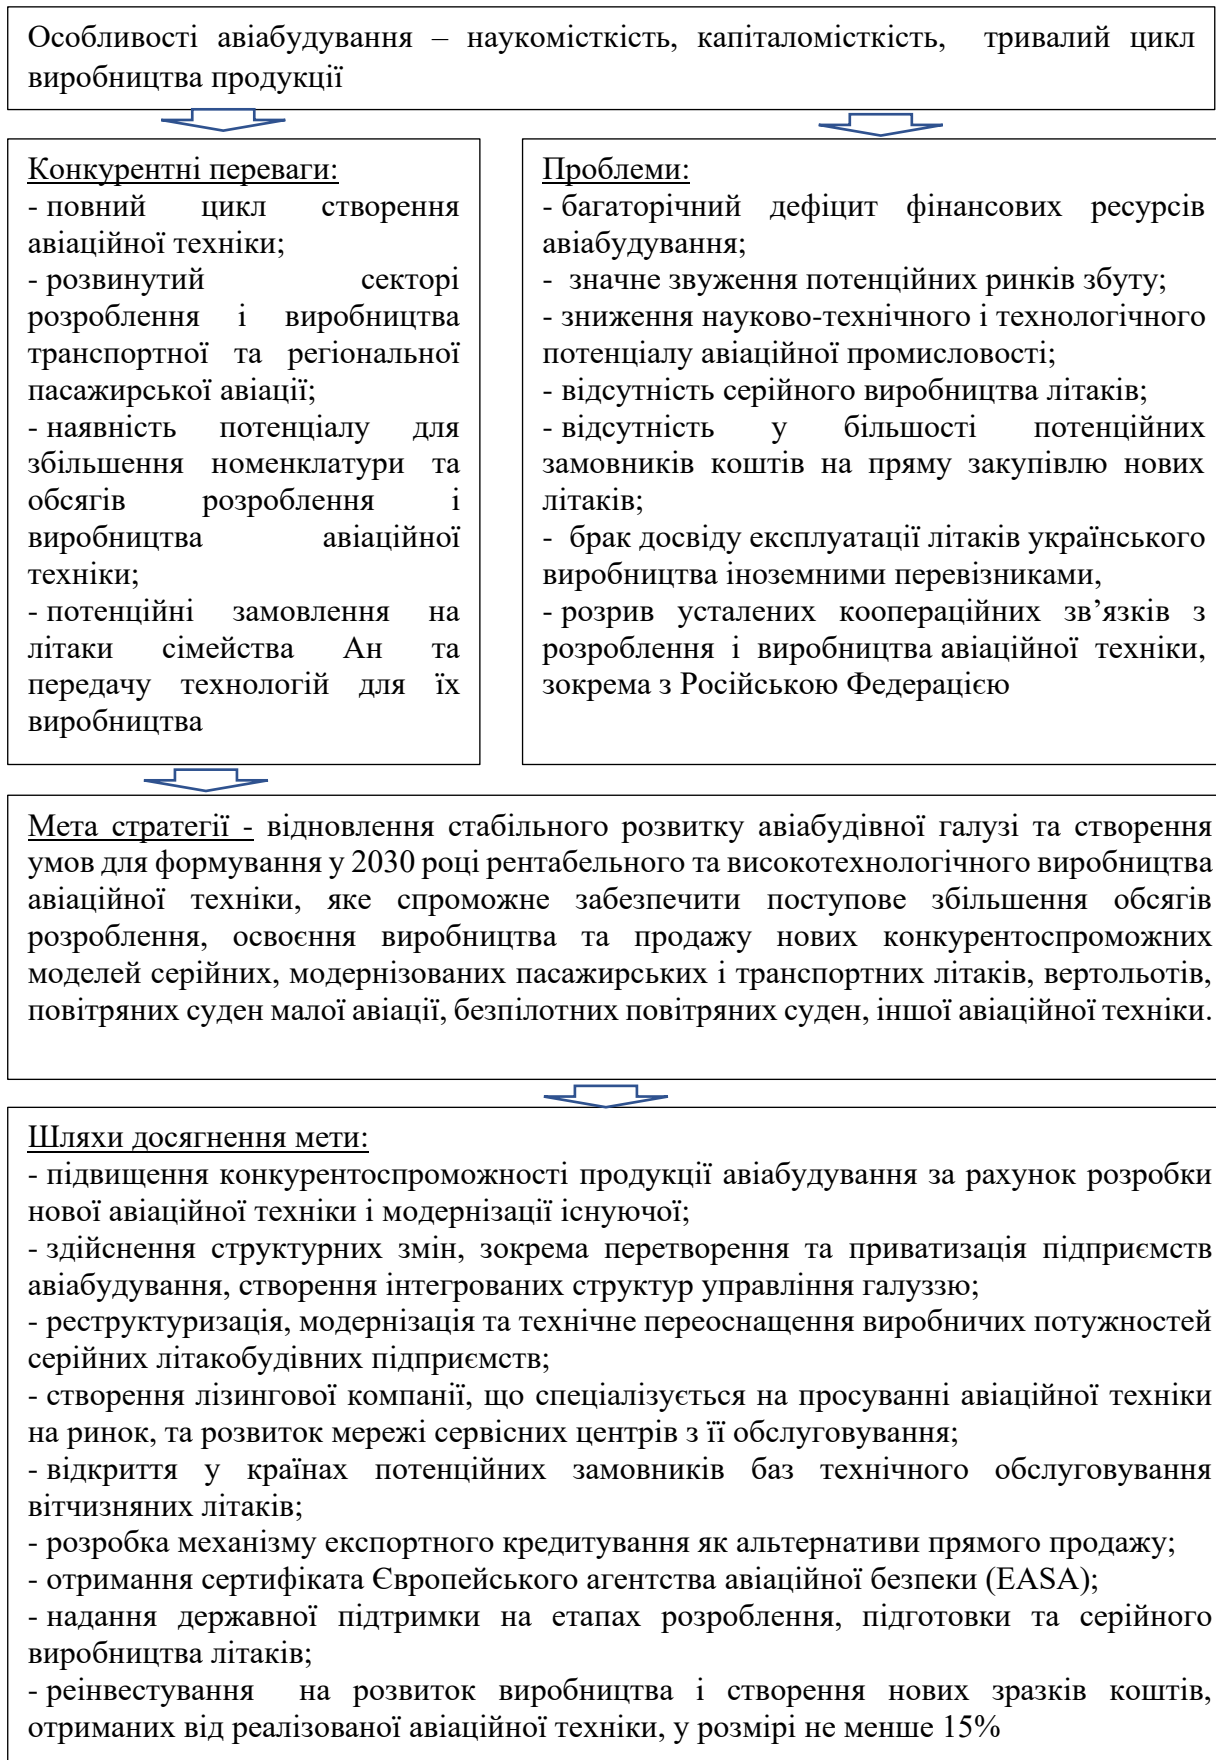 Особливості авіабудування – наукомісткість, капіталомісткість, тривалий цикл
виробництва продукції
Конкурентні переваги:
- повний цикл створення
авіаційної техніки;
- розвинутий секторі
розроблення і виробництва
транспортної та регіональної
пасажирської авіації;
- наявність потенціалу для
збільшення номенклатури та
обсягів розроблення і
виробництва авіаційної
техніки;
- потенційні замовлення на
літаки сімейства Ан та
передачу технологій для їх
виробництва
Проблеми:
- багаторічний дефіцит фінансових ресурсів
авіабудування;
- значне звуження потенційних ринків збуту;
- зниження науково-технічного і технологічного
потенціалу авіаційної промисловості;
- відсутність серійного виробництва літаків;
- відсутність у більшості потенційних
замовників коштів на пряму закупівлю нових
літаків;
- брак досвіду експлуатації літаків українського
виробництва іноземними перевізниками,
- розрив усталених коопераційних зв’язків з
розроблення і виробництва авіаційної техніки,
зокрема з Російською Федерацією
Мета стратегії - відновлення стабільного розвитку авіабудівної галузі та створення
умов для формування у 2030 році рентабельного та високотехнологічного виробництва
авіаційної техніки, яке спроможне забезпечити поступове збільшення обсягів
розроблення, освоєння виробництва та продажу нових конкурентоспроможних
моделей серійних, модернізованих пасажирських і транспортних літаків, вертольотів,
повітряних суден малої авіації, безпілотних повітряних суден, іншої авіаційної техніки.
Шляхи досягнення мети:
- підвищення конкурентоспроможності продукції авіабудування за рахунок розробки
нової авіаційної техніки і модернізації існуючої;
- здійснення структурних змін, зокрема перетворення та приватизація підприємств
авіабудування, створення інтегрованих структур управління галуззю;
- реструктуризація, модернізація та технічне переоснащення виробничих потужностей
серійних літакобудівних підприємств;
- створення лізингової компанії, що спеціалізується на просуванні авіаційної техніки
на ринок, та розвиток мережі сервісних центрів з її обслуговування;
- відкриття у країнах потенційних замовників баз технічного обслуговування
вітчизняних літаків;
- розробка механізму експортного кредитування як альтернативи прямого продажу;
- отримання сертифіката Європейського агентства авіаційної безпеки (EASA);
- надання державної підтримки на етапах розроблення, підготовки та серійного
виробництва літаків;
- реінвестування на розвиток виробництва і створення нових зразків коштів,
отриманих від реалізованої авіаційної техніки, у розмірі не менше 15%